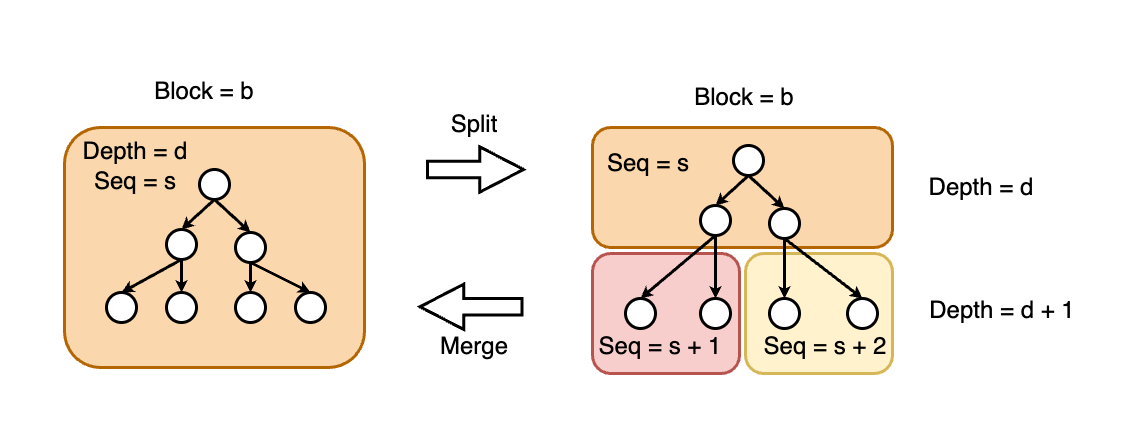 Block = b
Depth = d
Seq = s
Split
Merge
Block = b
Seq = s
Depth = d
Seq = s + 1
Seq = s + 2
Depth = d + 1